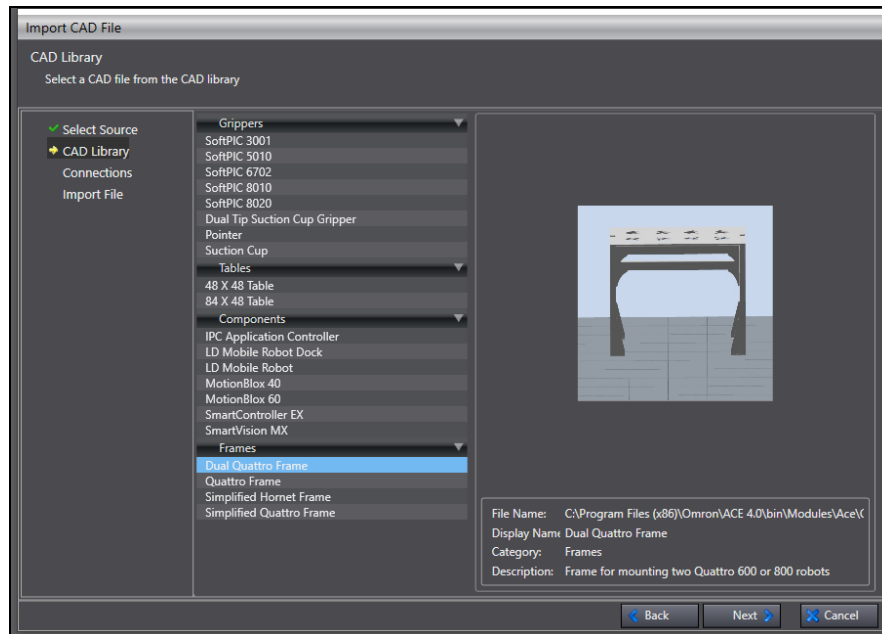 Import CAD File
CAD Library
Select a CAD file from the CAD library
Select Source
CAD Library
Connections
Import File
Grippers
SoftPIC 3001
SoftPIC 5010
SoftPIC 6702
SoftPIC 8010
SoftPIC 8020
Dual Tip Suction Cup Gripper
Pointer
Suction Cup
Tables
48 X 48 Table
84 X 48 Table
Components
IPC Application Controller
LD Mobile Robot Dock
LD Mobile Robot
MotionBlox 40
MotionBlox 60
SmartController EX
SmartVision MX
Frames
Dual Quattro Frame
Quattro Frame
Simplified Hornet Frame
Simplified Quattro Frame
File Name: C:\Program Files (x86)\Omron\ACE 4.0\bin\Modules\Ace\(
Display Name Dual Quattro Frame
Category: Frames
Description: Frame for mounting two Quattro 600 or 800 robots
Back Next Cancel